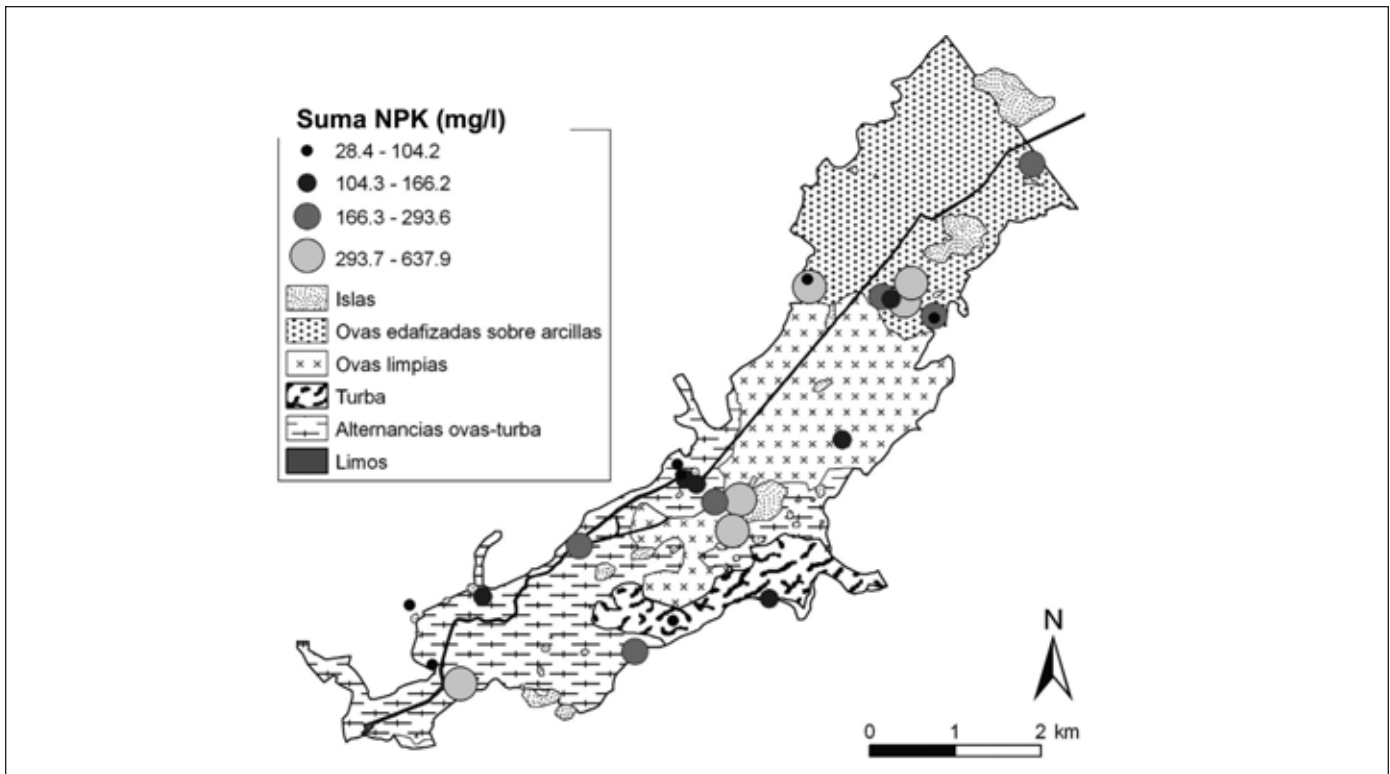 Suma NPK (mg/l)
28.4 - 104.2
104.3 - 166.2
166.3 - 293.6
293.7 - 637.9
Islas
Ovas edafizadas sobre arcillas
Ovas limpias
Turba
Alternancias ovas-turba
Limos
N
0 1 2 km